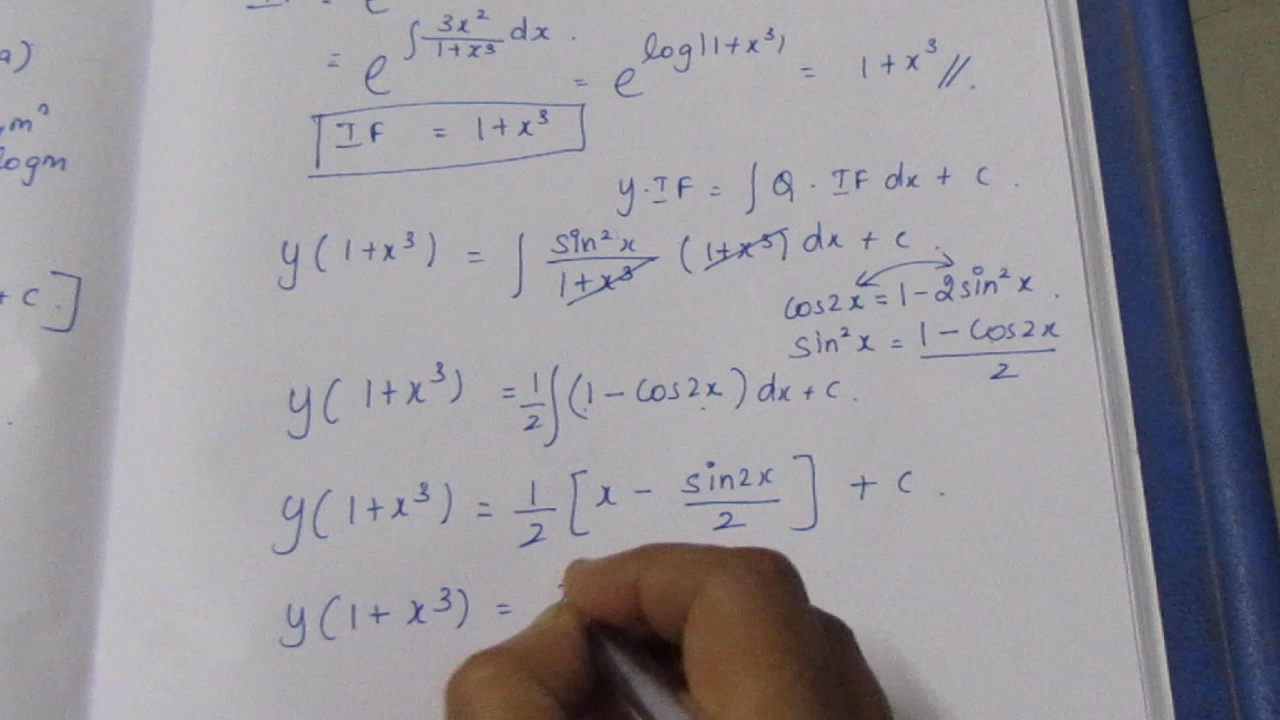 = e^∫ 3x²/1+x³ dx . = e^log|1+x³| = 1+x³ //.
IF = 1+x³
y·IF = ∫ Q · IF dx + c .
y(1+x³) = ∫ sin²x/1+x³ (1+x³) dx + c .
cos2x = 1-2sin²x .
sin²x = 1-cos2x/2
y(1+x³) = 1/2 ∫(1-cos2x) dx + c .
y(1+x³) = 1/2 [x - sin2x/2] + c .
y(1+x³) =
a)
m²
logm
+ c.]